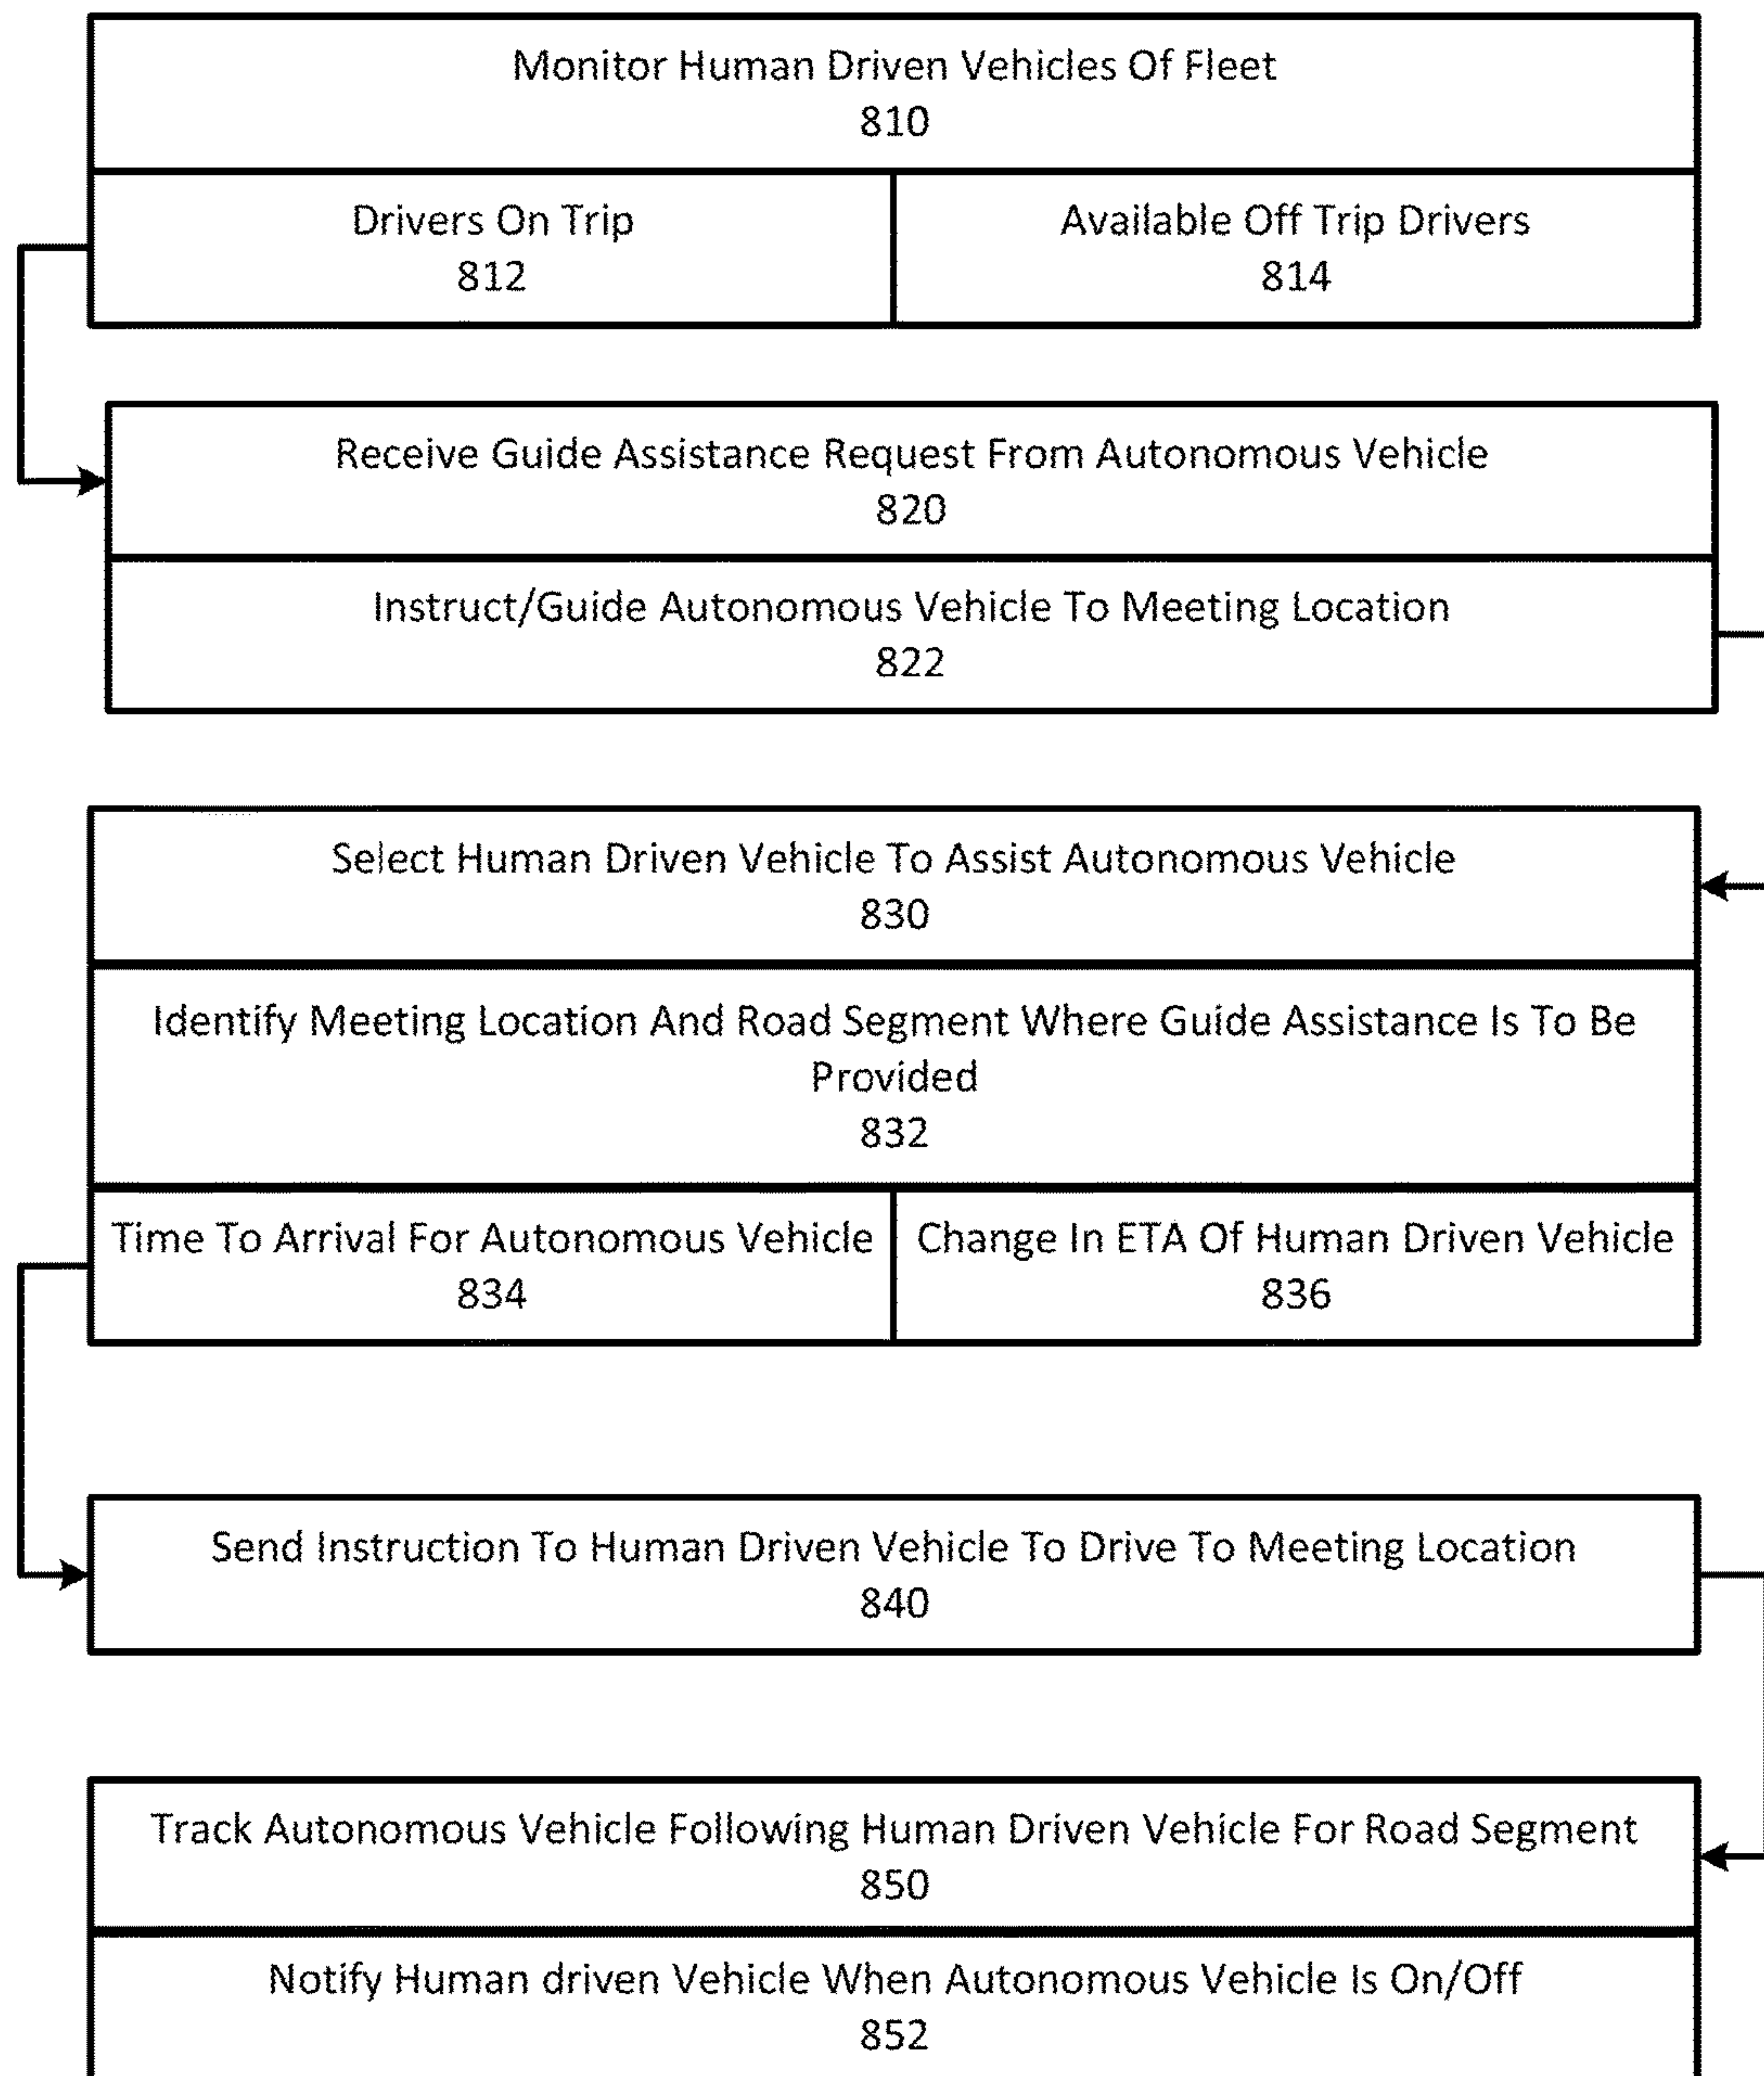 Monitor Human Driven Vehicles Of Fleet
810
Drivers On Trip
812
Available Off Trip Drivers
814
Receive Guide Assistance Request From Autonomous Vehicle
820
Instruct/Guide Autonomous Vehicle To Meeting Location
822
Select Human Driven Vehicle To Assist Autonomous Vehicle
830
Identify Meeting Location And Road Segment Where Guide Assistance Is To Be
Provided
832
Time To Arrival For Autonomous Vehicle
834
Change In ETA Of Human Driven Vehicle
836
Send Instruction To Human Driven Vehicle To Drive To Meeting Location
840
Track Autonomous Vehicle Following Human Driven Vehicle For Road Segment
850
Notify Human driven Vehicle When Autonomous Vehicle Is On/Off
852